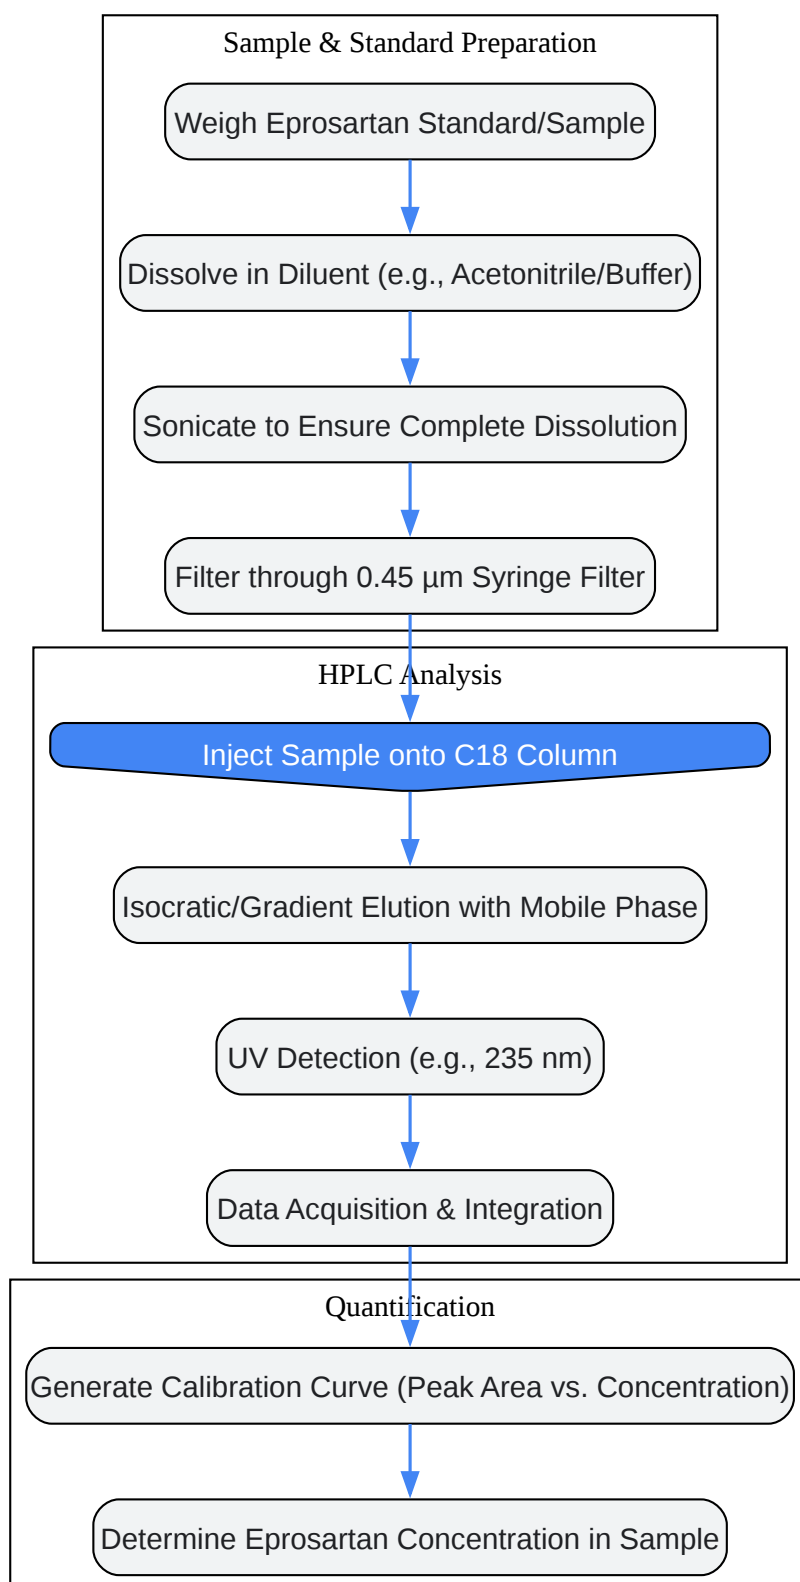 Sample & Standard Preparation
Weigh Eprosartan Standard/Sample
Dissolve in Diluent (e.g., Acetonitrile/Buffer)
Sonicate to Ensure Complete Dissolution
Filter through 0.45 µm Syringe Filter
HPLC Analysis
Inject Sample onto C18 Column
Isocratic/Gradient Elution with Mobile Phase
UV Detection (e.g., 235 nm)
Data Acquisition & Integration
Quantification
Generate Calibration Curve (Peak Area vs. Concentration)
Determine Eprosartan Concentration in Sample